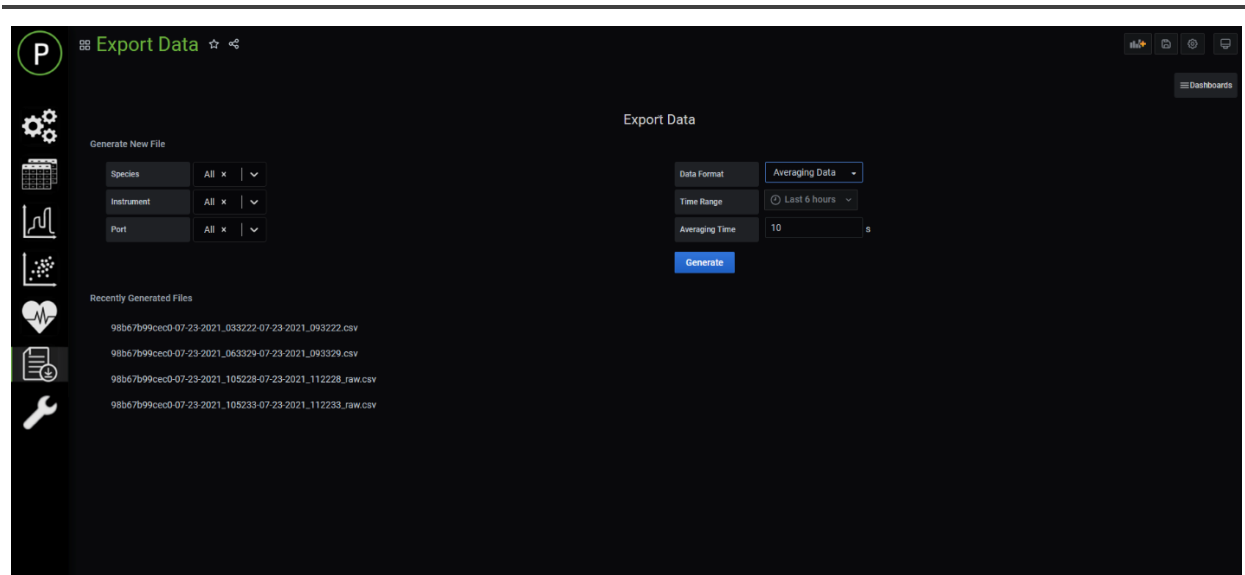 P
Export Data
Dashboards
Export Data
Generate New File
Species All ×
Instrument All ×
Port All ×
Data Format Averaging Data
Time Range Last 6 hours
Averaging Time 10 s
Generate
Recently Generated Files
98b67b99cec0-07-23-2021_033222-07-23-2021_093222.csv
98b67b99cec0-07-23-2021_063329-07-23-2021_093329.csv
98b67b99cec0-07-23-2021_105228-07-23-2021_112228_raw.csv
98b67b99cec0-07-23-2021_105233-07-23-2021_112233_raw.csv